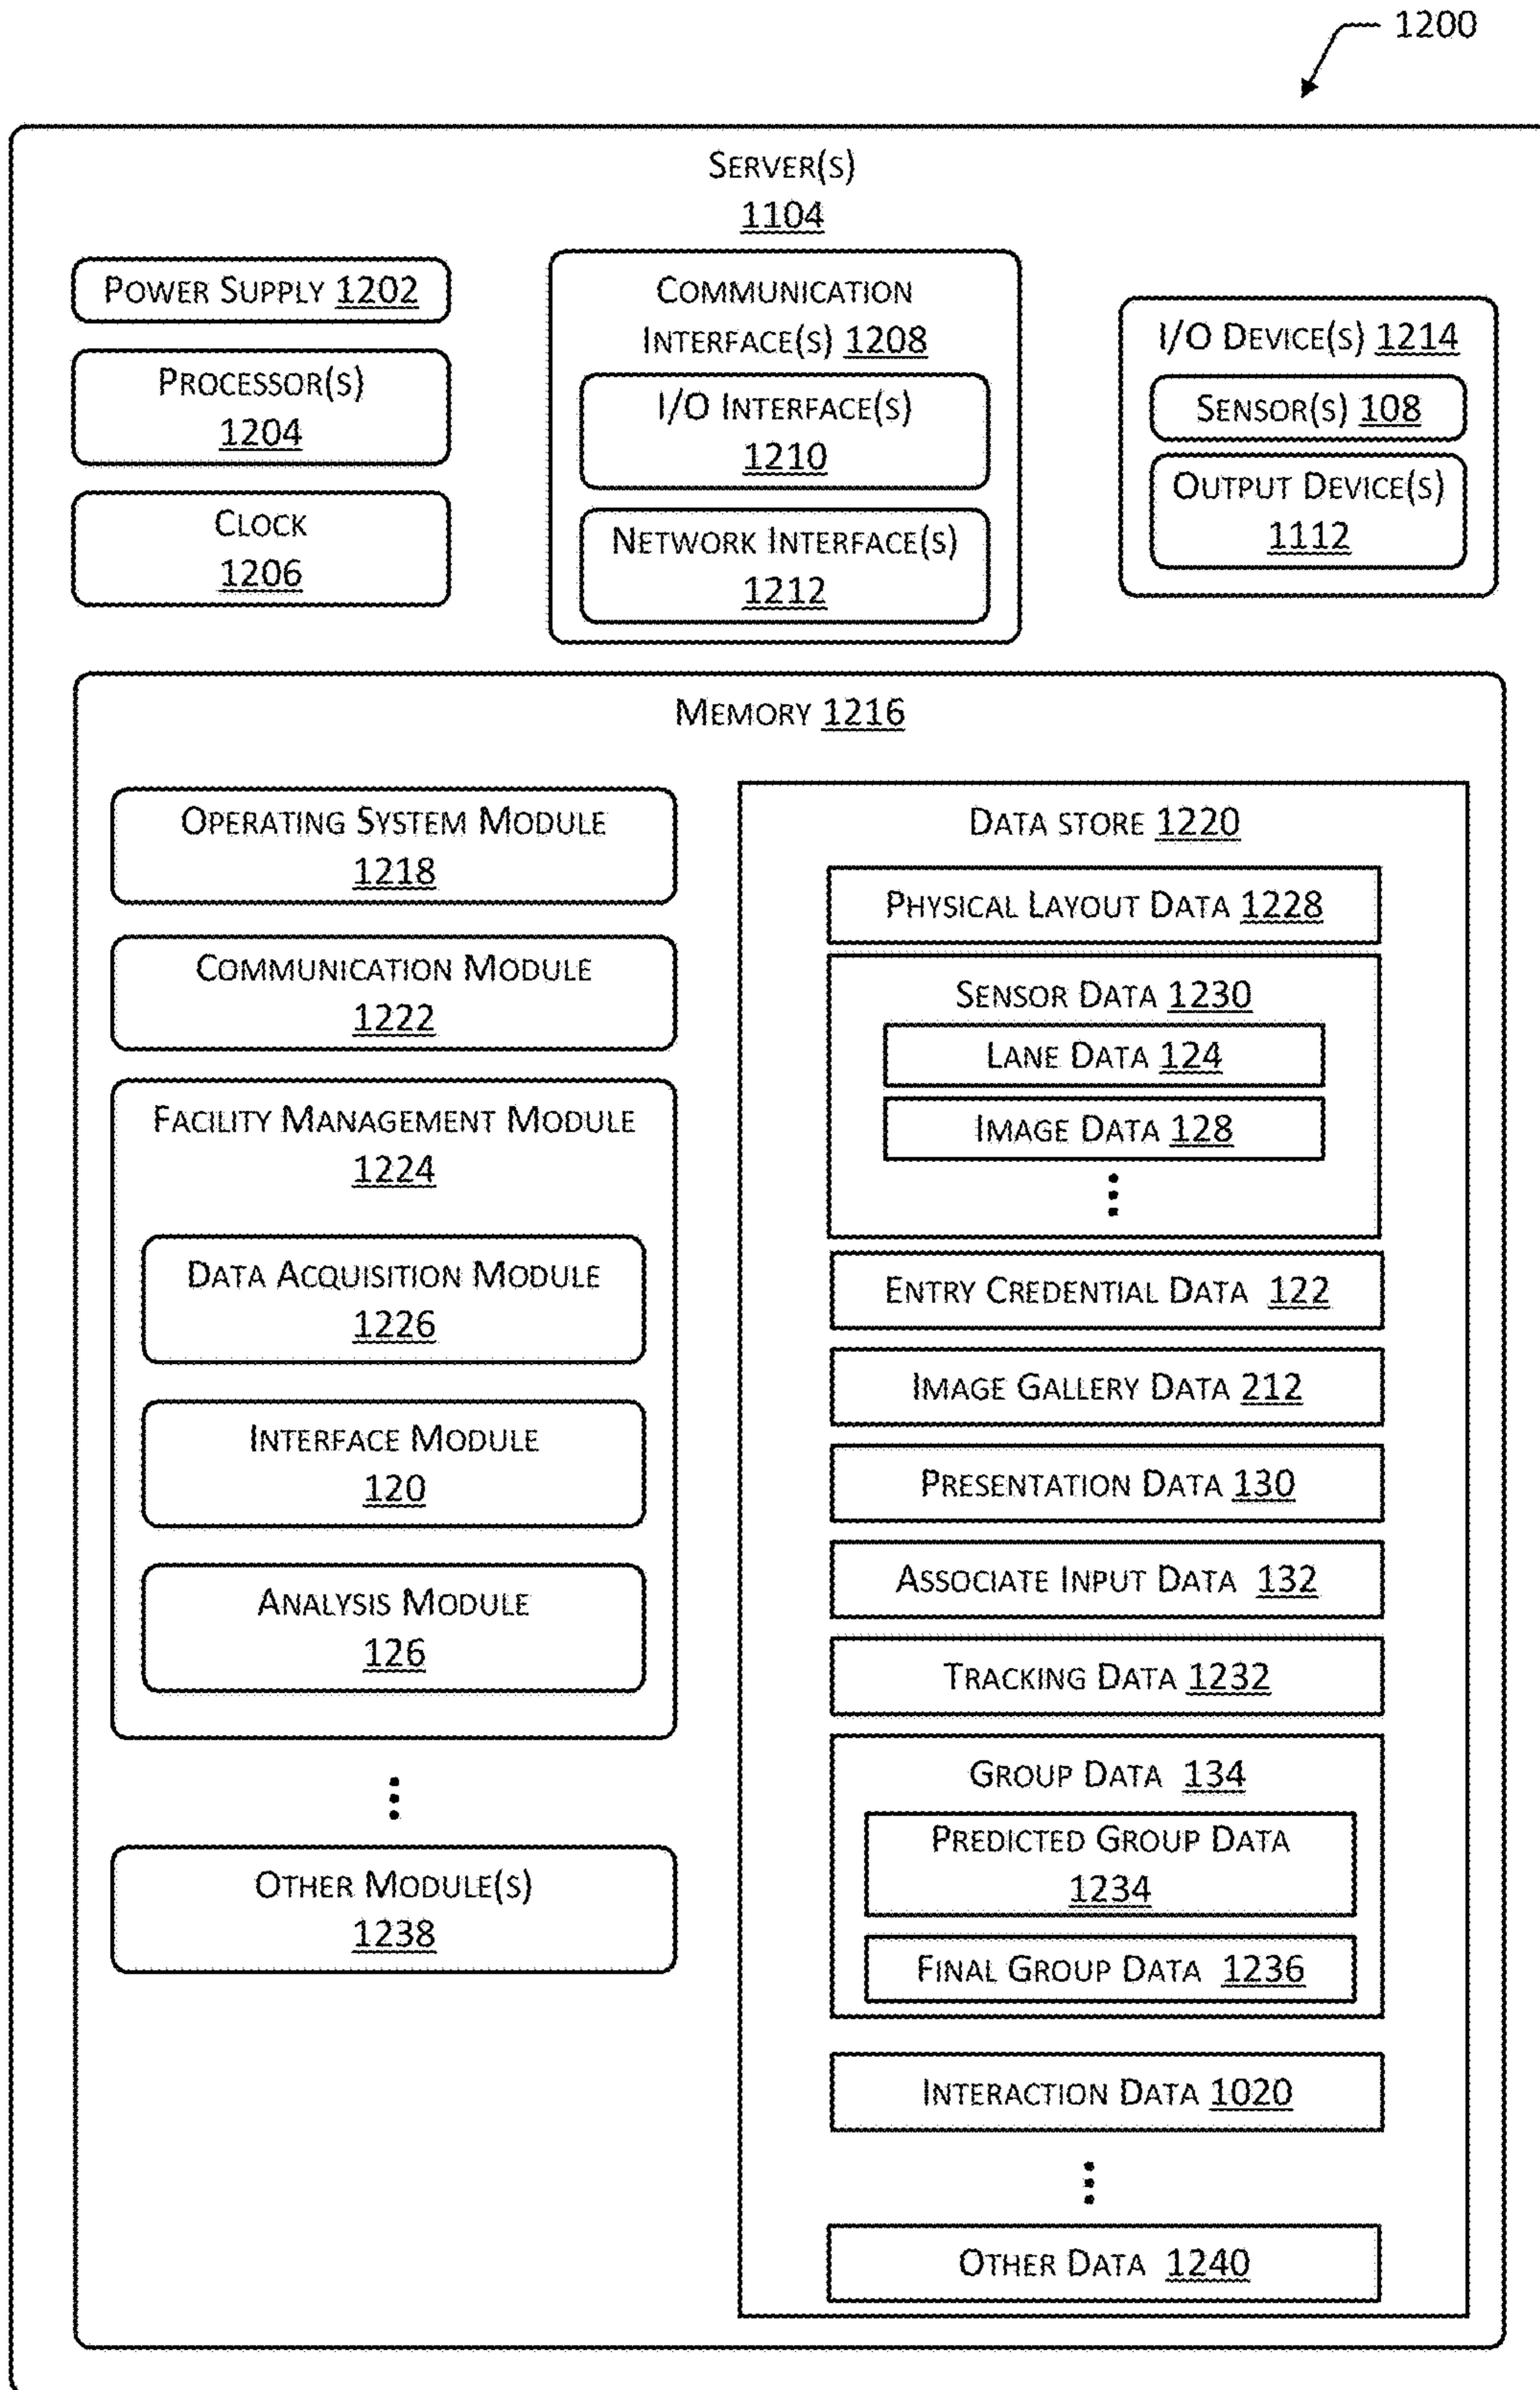 1200
SERVER(S)
1104
POWER SUPPLY 1202
PROCESSOR(S)
1204
CLOCK
1206
COMMUNICATION
INTERFACE(S) 1208
I/O INTERFACE(S)
1210
NETWORK INTERFACE(S)
1212
I/O DEVICE(S) 1214
SENSOR(S) 108
OUTPUT DEVICE(S)
1112
MEMORY 1216
OPERATING SYSTEM MODULE
1218
COMMUNICATION MODULE
1222
FACILITY MANAGEMENT MODULE
1224
DATA ACQUISITION MODULE
1226
INTERFACE MODULE
120
ANALYSIS MODULE
126
OTHER MODULE(S)
1238
DATA STORE 1220
PHYSICAL LAYOUT DATA 1228
SENSOR DATA 1230
LANE DATA 124
IMAGE DATA 128
ENTRY CREDENTIAL DATA 122
IMAGE GALLERY DATA 212
PRESENTATION DATA 130
ASSOCIATE INPUT DATA 132
TRACKING DATA 1232
GROUP DATA 134
PREDICTED GROUP DATA
1234
FINAL GROUP DATA 1236
INTERACTION DATA 1020
OTHER DATA 1240